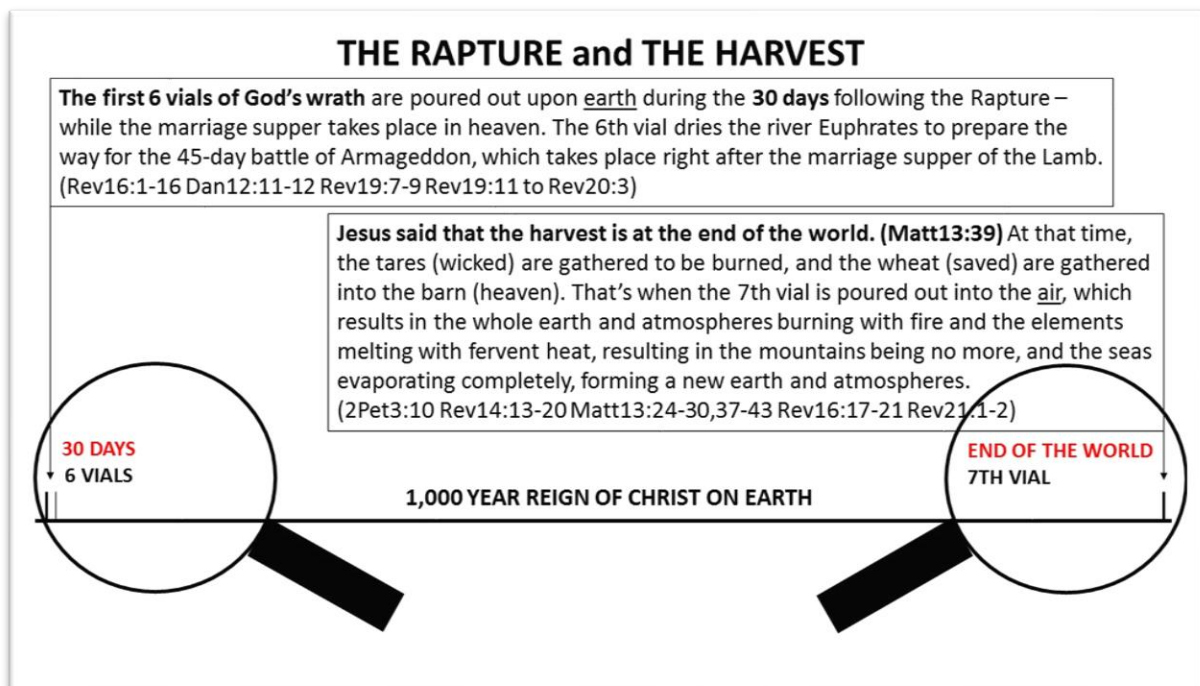 THE RAPTURE and THE HARVEST
The first 6 vials of God's wrath are poured out upon earth during the 30 days following the Rapture –
while the marriage supper takes place in heaven. The 6th vial dries the river Euphrates to prepare the
way for the 45-day battle of Armageddon, which takes place right after the marriage supper of the Lamb.
(Rev16:1-16 Dan12:11-12 Rev19:7-9 Rev19:11 to Rev20:3)
Jesus said that the harvest is at the end of the world. (Matt13:39) At that time,
the tares (wicked) are gathered to be burned, and the wheat (saved) are gathered
into the barn (heaven). That's when the 7th vial is poured out into the air, which
results in the whole earth and atmospheres burning with fire and the elements
melting with fervent heat, resulting in the mountains being no more, and the seas
evaporating completely, forming a new earth and atmospheres.
(2Pet3:10 Rev14:13-20 Matt13:24-30,37-43 Rev16:17-21 Rev21:1-2)
30 DAYS
6 VIALS
END OF THE WORLD
7TH VIAL
1,000 YEAR REIGN OF CHRIST ON EARTH